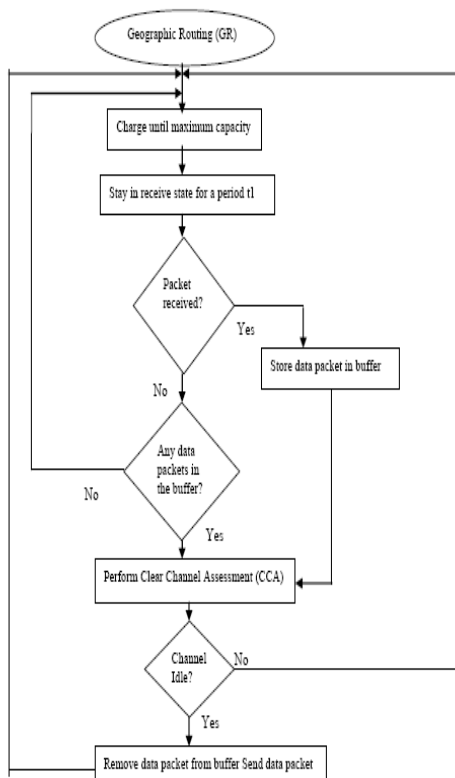 Geographic Routing (GR)
Charge until maximum capacity
Stay in receive state for a period t1
Packet
received?
Yes
Store data packet in buffer
No
Any data
packets in
the buffer?
No
Yes
Perform Clear Channel Assessment (CCA)
Channel
Idle?
No
Yes
Remove data packet from buffer Send data packet